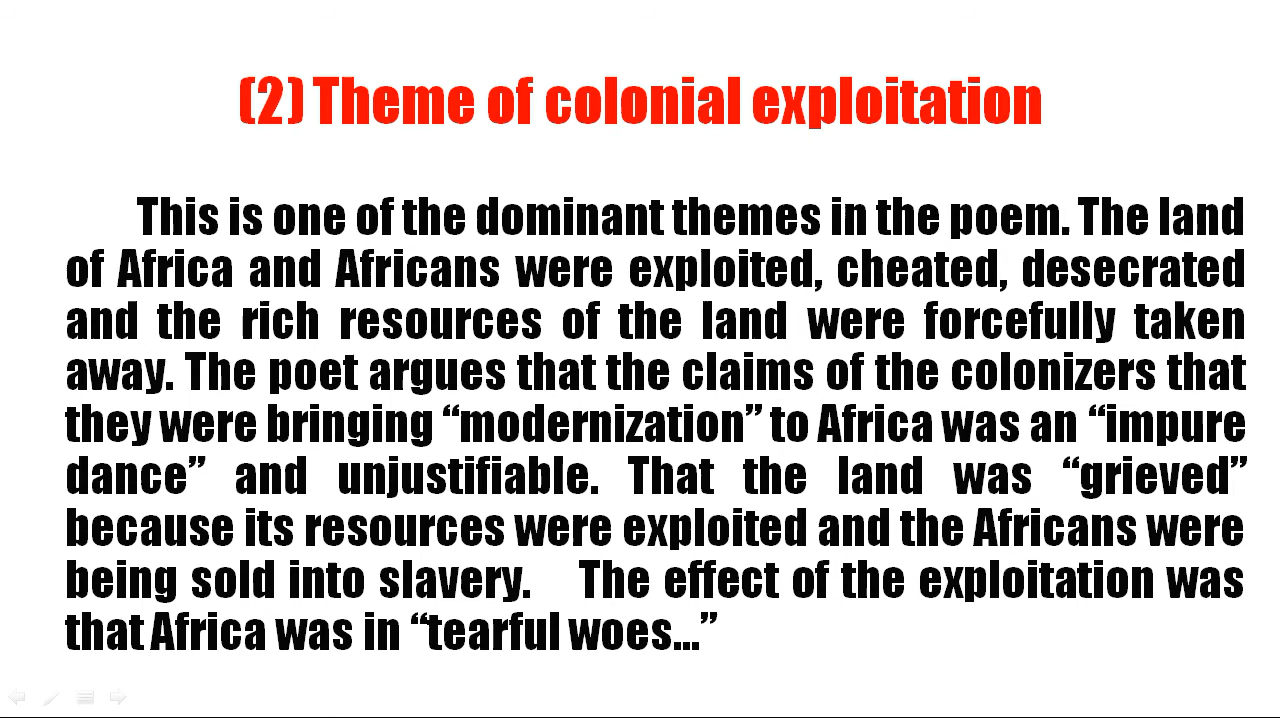 (2) Theme of colonial exploitation
This is one of the dominant themes in the poem. The land
of Africa and Africans were exploited, cheated, desecrated
and the rich resources of the land were forcefully taken
away. The poet argues that the claims of the colonizers that
they were bringing “modernization” to Africa was an “impure
dance” and unjustifiable. That the land was “grieved”
because its resources were exploited and the Africans were
being sold into slavery. The effect of the exploitation was
that Africa was in “tearful woes...”